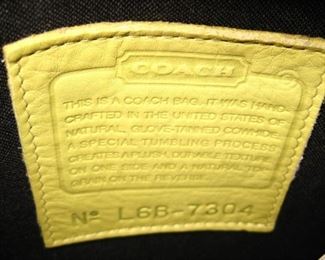 COACH
®
THIS IS A COACH BAG. IT WAS HAND-
CRAFTED IN THE UNITED STATES OF
NATURAL, GLOVE-TANNED COWHIDE.
A SPECIAL TUMBLING PROCESS
CREATES A PLUSH, DURABLE TEXTURE
ON ONE SIDE AND A NATURAL TOP
GRAIN ON THE REVERSE.
Nº L6B-7304